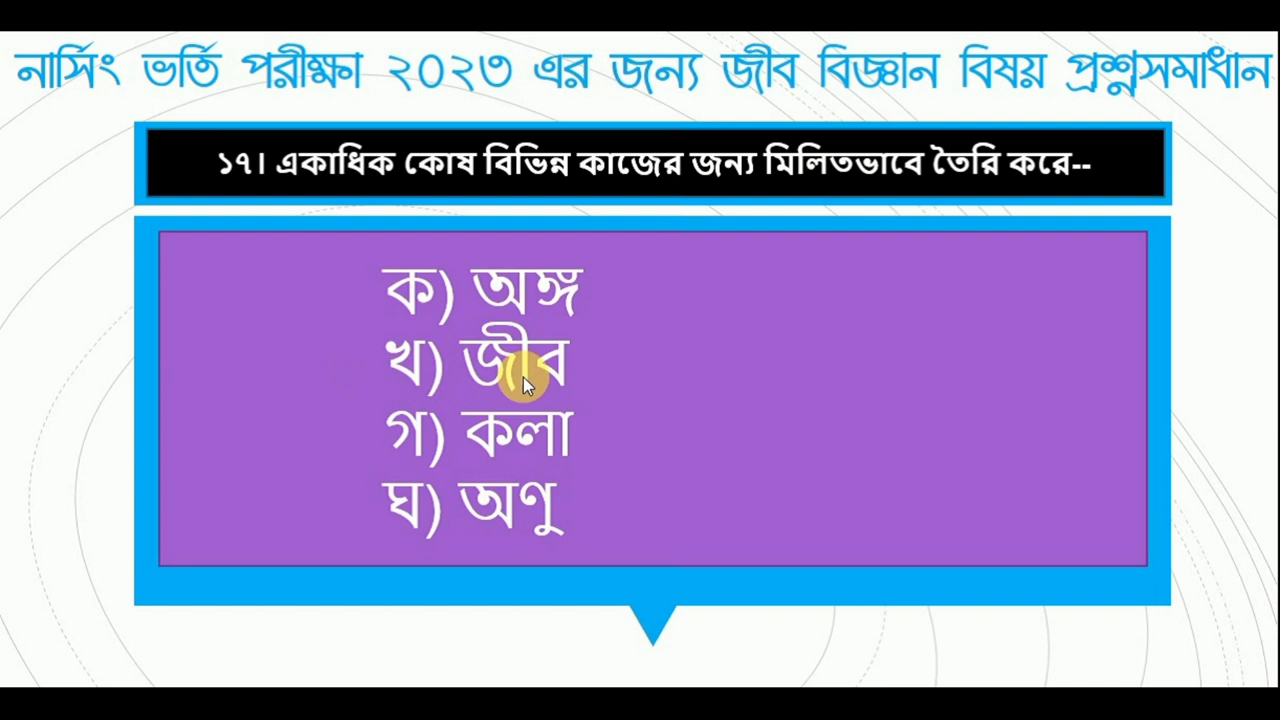 নার্সিং ভর্তি পরীক্ষা ২০২৩ এর জন্য জীব বিজ্ঞান বিষয় প্রশ্নসমাধান
১৭। একাধিক কোষ বিভিন্ন কাজের জন্য মিলিতভাবে তৈরি করে--
ক) অঙ্গ
খ) জীব
গ) কলা
ঘ) অণু